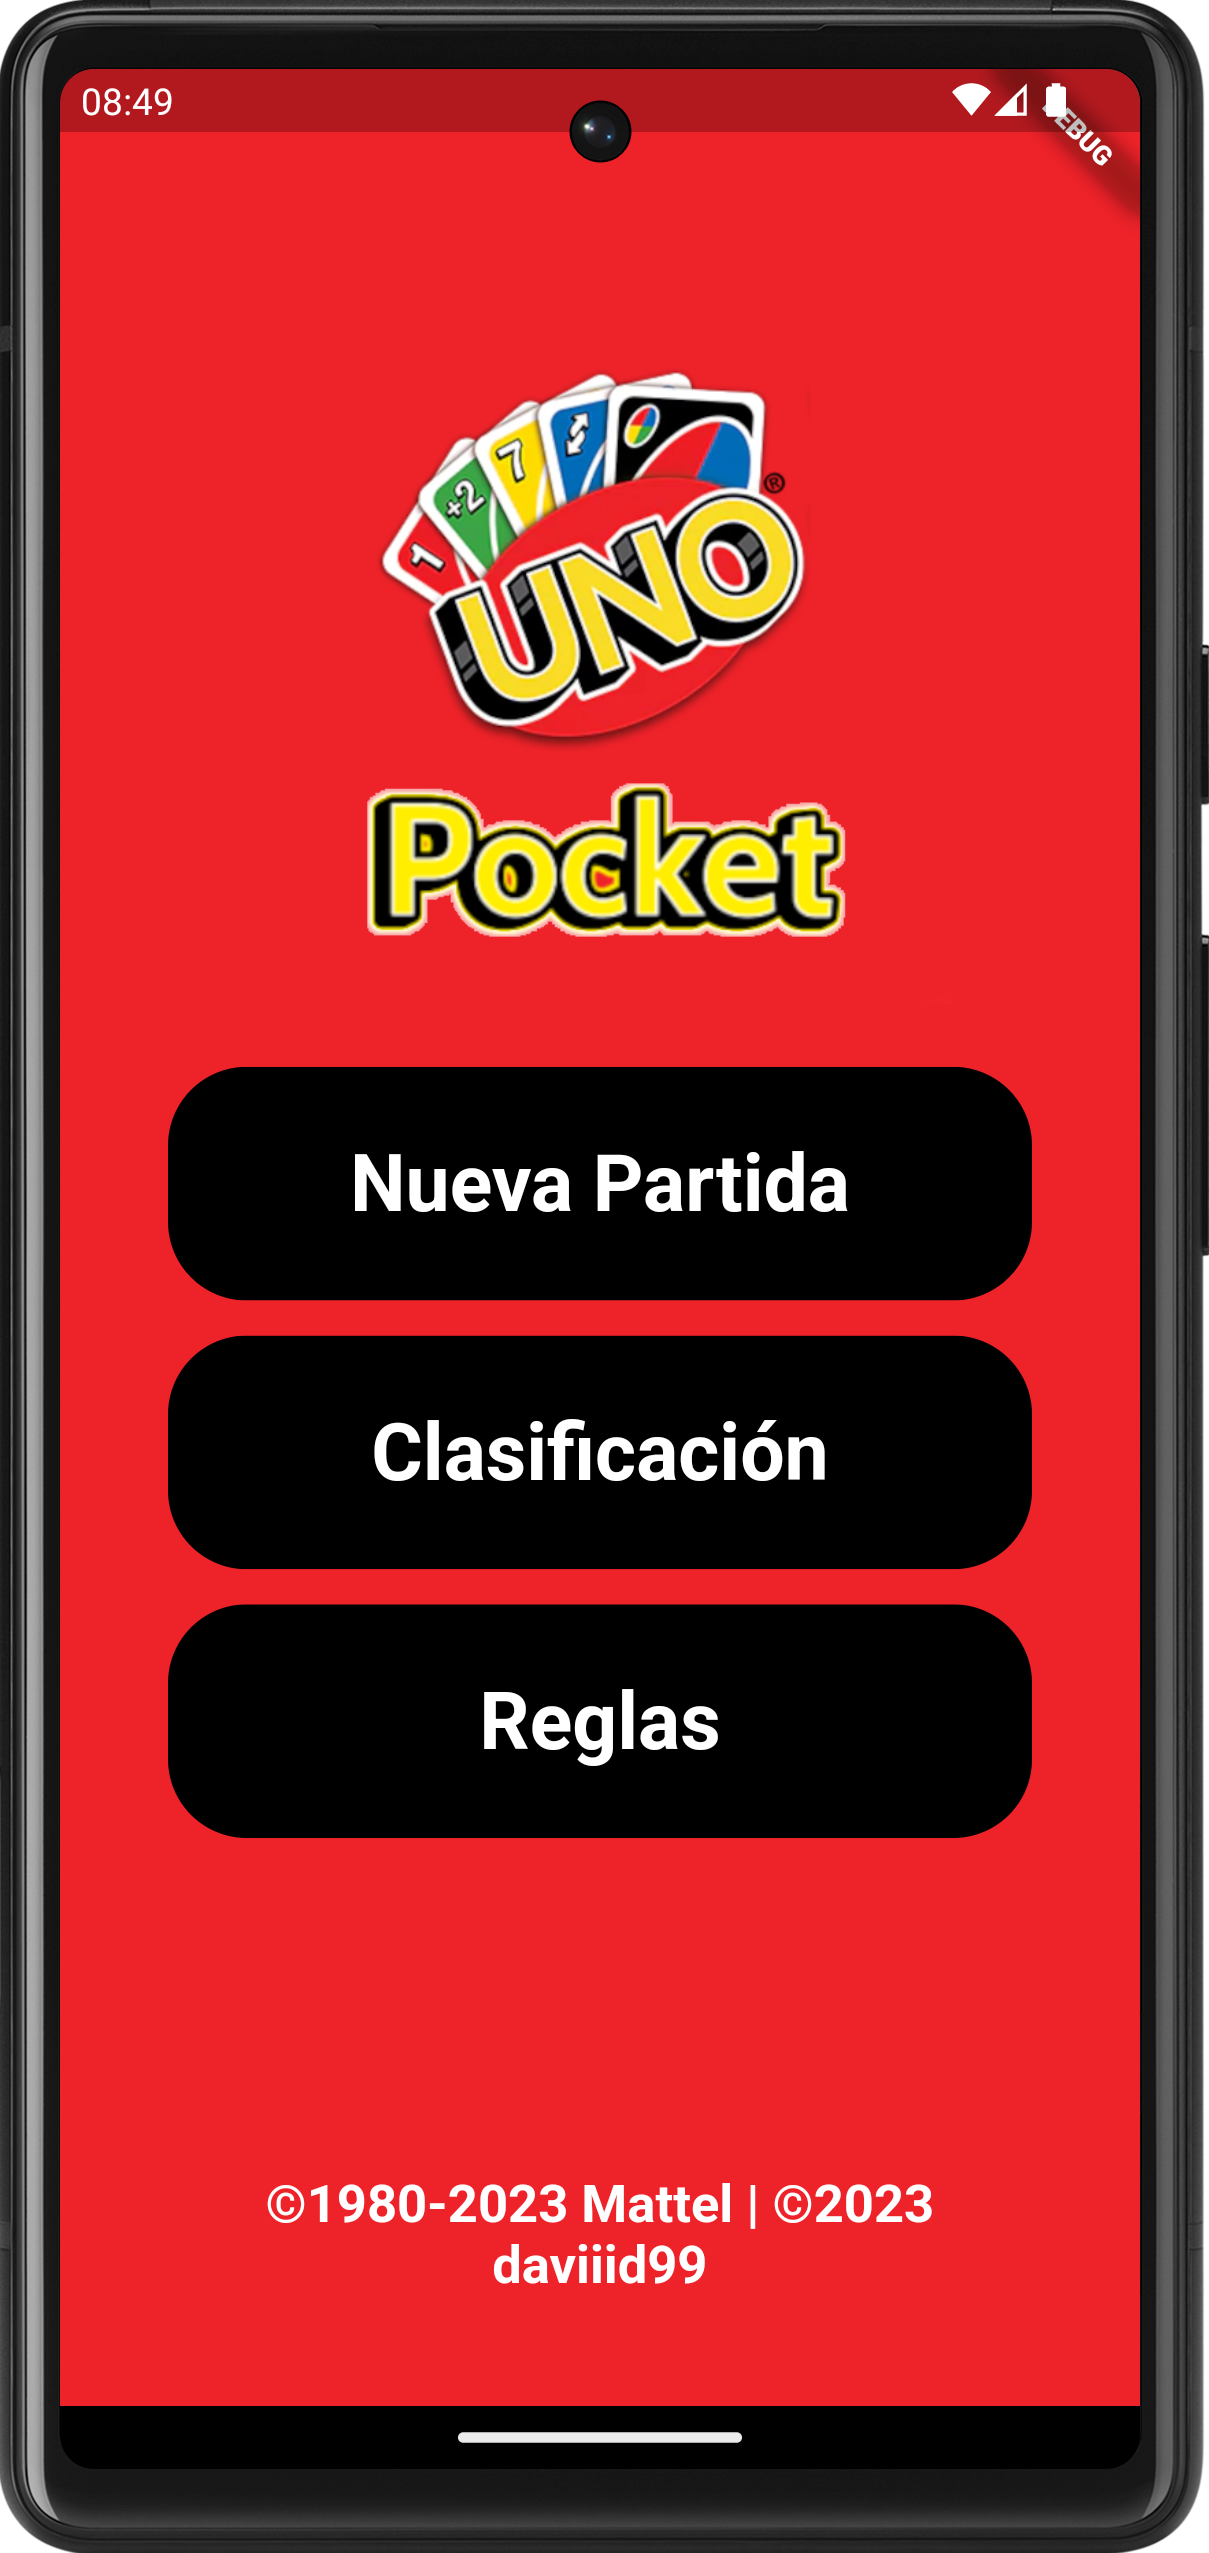 08:49
DEBUG
1
+2
7
UNO
®
Pocket
Nueva Partida
Clasificación
Reglas
©1980-2023 Mattel | ©2023
daviiid99